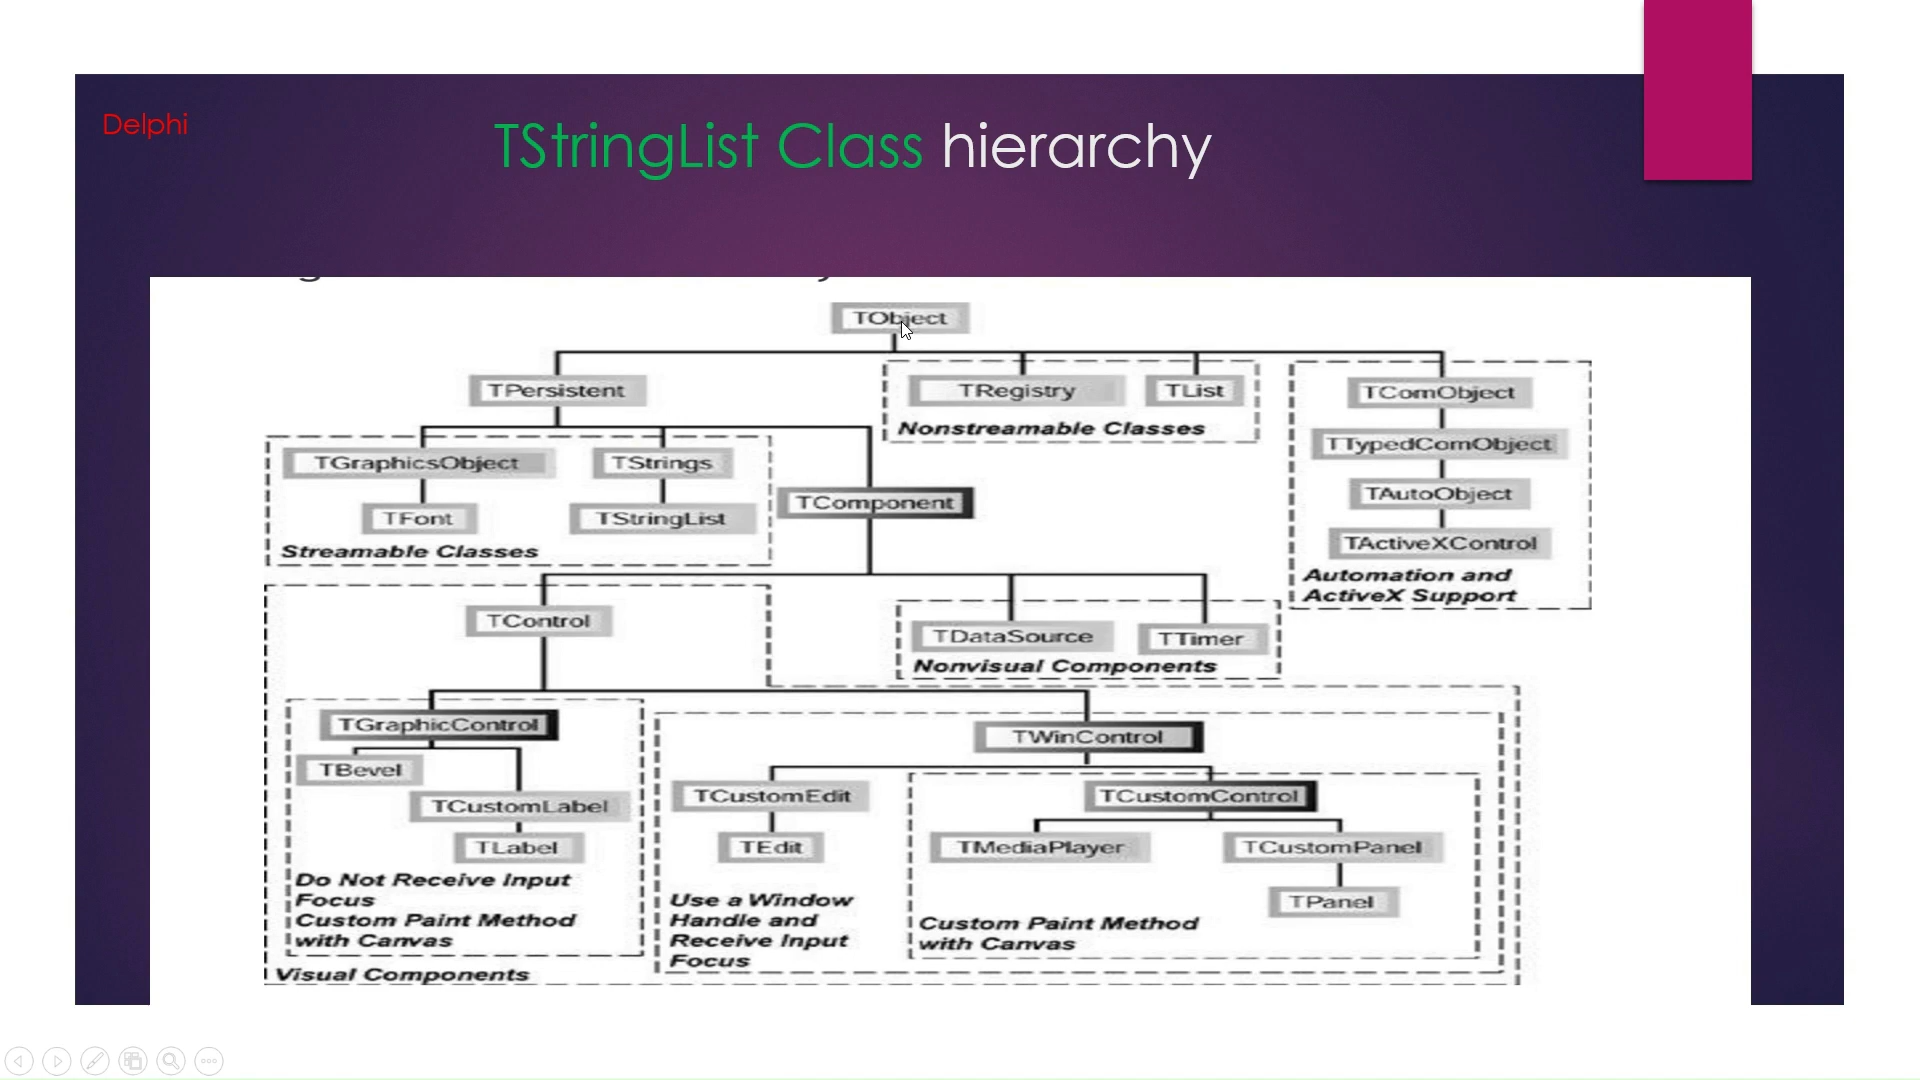 Delphi
TStringList Class hierarchy
TObject
TPersistent
TRegistry
TList
Nonstreamable Classes
TComObject
TTypedComObject
TAutoObject
TActiveXControl
Automation and
ActiveX Support
TGraphicsObject
TStrings
TFont
TStringList
Streamable Classes
TComponent
TControl
TDataSource
TTimer
Nonvisual Components
TGraphicControl
TBevel
TCustomLabel
TLabel
Do Not Receive Input
Focus
Custom Paint Method
with Canvas
Visual Components
TWinControl
TCustomEdit
TEdit
Use a Window
Handle and
Receive Input
Focus
TCustomControl
TMediaPlayer
TCustomPanel
TPanel
Custom Paint Method
with Canvas